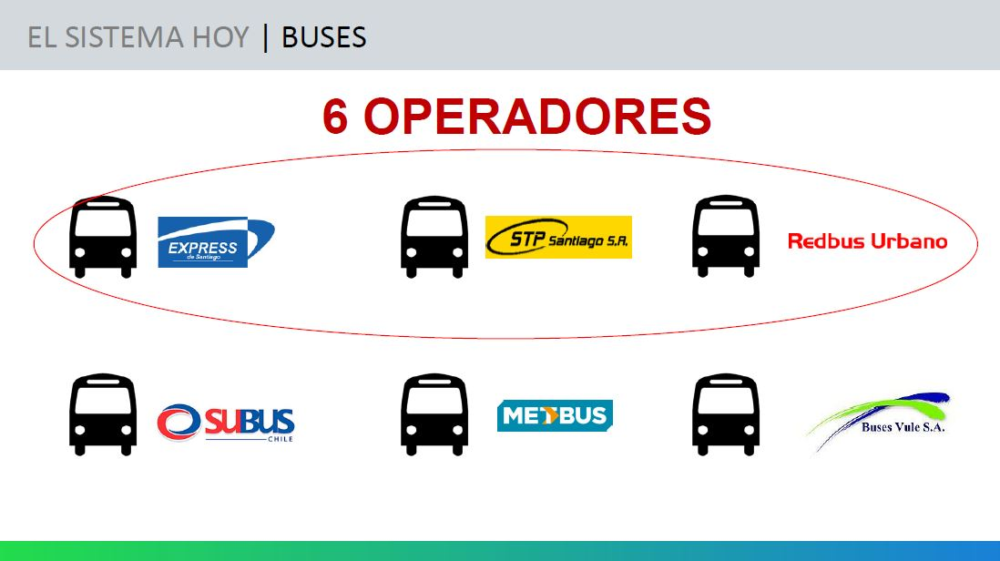 EL SISTEMA HOY | BUSES
6 OPERADORES
EXPRESS
de Santiago
STP Santiago S.A.
Redbus Urbano
SUBUS
CHILE
METBUS
Buses Vule S.A.